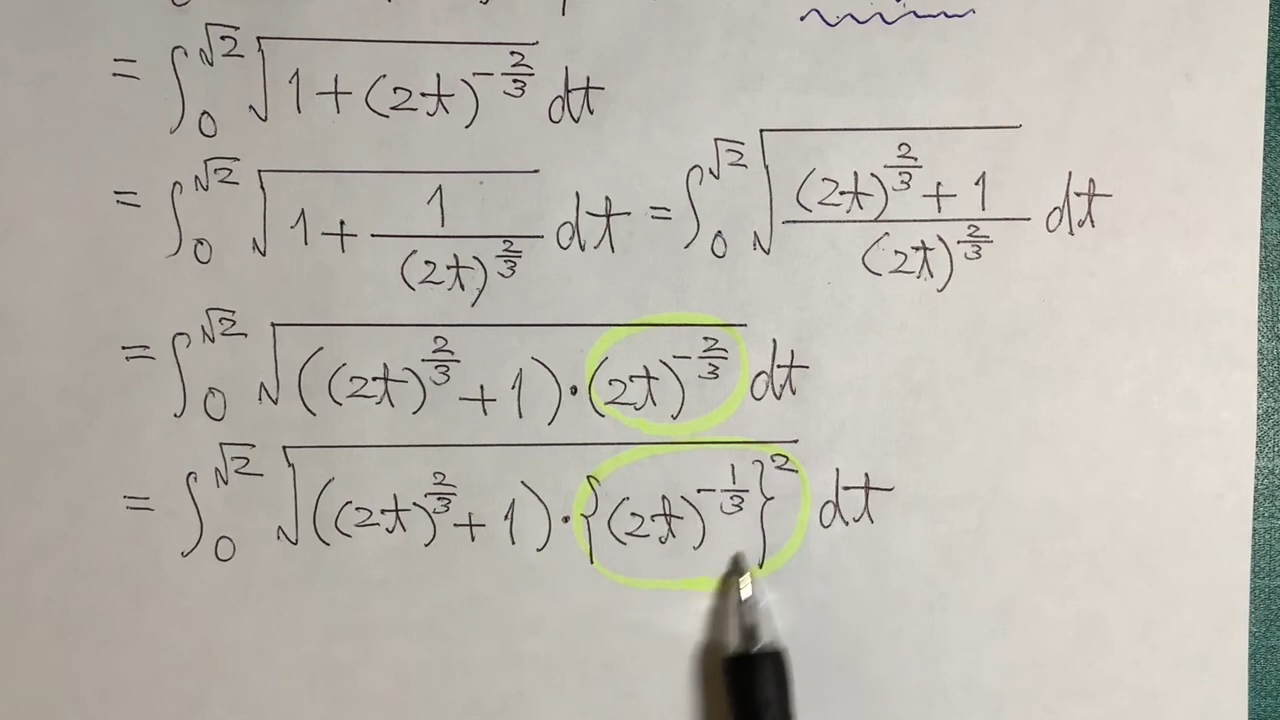 = ∫₀^√2 √(1+(2t)^(-2/3)) dt
= ∫₀^√2 √(1+1/(2t)^(2/3)) dt = ∫₀^√2 √(((2t)^(2/3)+1)/(2t)^(2/3)) dt
= ∫₀^√2 √(((2t)^(2/3)+1)·(2t)^(-2/3)) dt
= ∫₀^√2 √(((2t)^(2/3)+1)·{(2t)^(-1/3)}²) dt